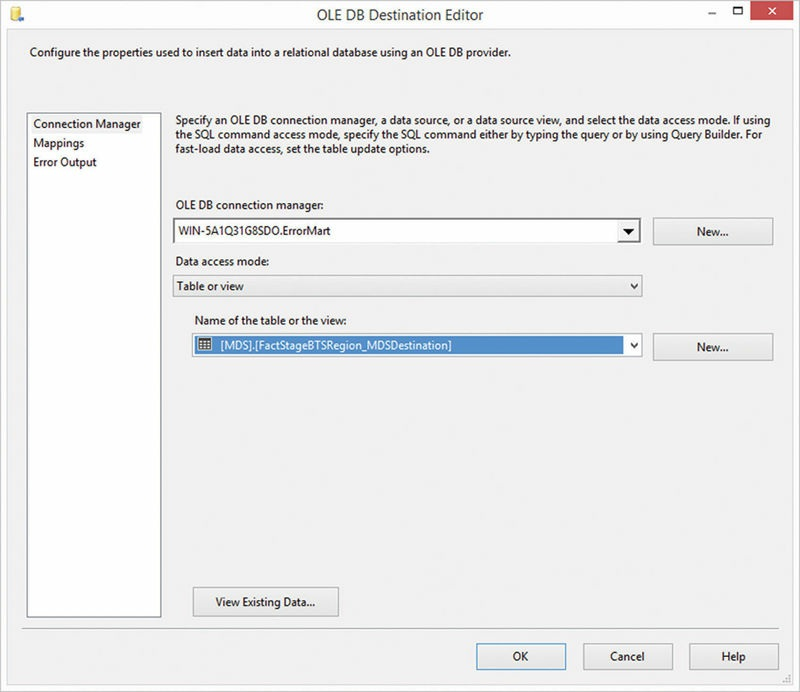 OLE DB Destination Editor
Configure the properties used to insert data into a relational database using an OLE DB provider.
Connection Manager
Mappings
Error Output
Specify an OLE DB connection manager, a data source, or a data source view, and select the data access mode. If using
the SQL command access mode, specify the SQL command either by typing the query or by using Query Builder. For
fast-load data access, set the table update options.
OLE DB connection manager:
WIN-5A1Q31G8SDO.ErrorMart
New...
Data access mode:
Table or view
Name of the table or the view:
[MDS].[FactStageBTSRegion_MDSDestination]
New...
View Existing Data...
OK
Cancel
Help